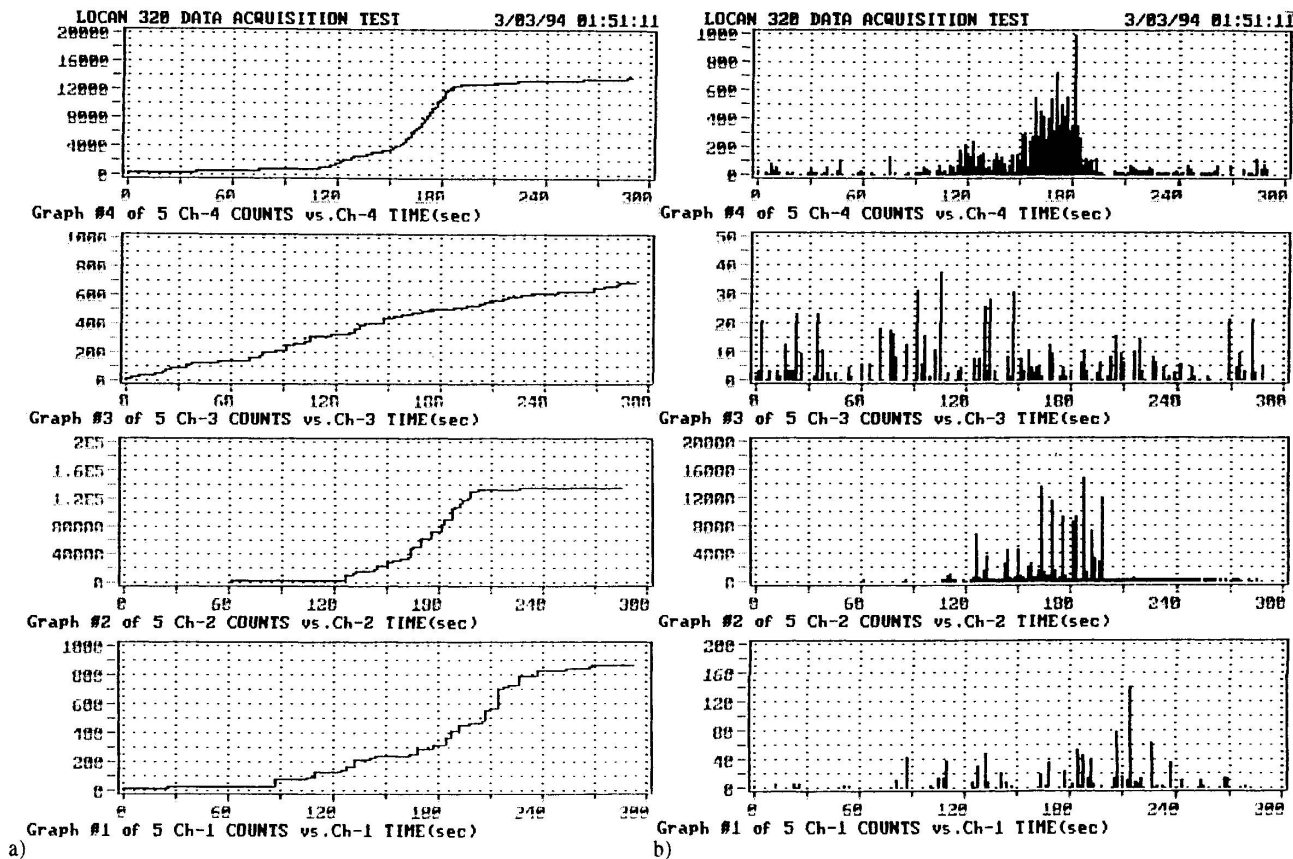 LOCAN 320 DATA ACQUISITION TEST 3/03/94 01:51:11
20000
16000
12000
8000
4000
0
60 120 180 240 300
Graph #4 of 5 Ch-4 COUNTS vs.Ch-4 TIME(sec)
1000
800
600
400
200
0
0 60 120 180 240 300
Graph #3 of 5 Ch-3 COUNTS vs.Ch-3 TIME(sec)
2E5
1.6E5
1.2E5
80000
40000
0
0 60 120 180 240 300
Graph #2 of 5 Ch-2 COUNTS vs.Ch-2 TIME(sec)
1000
800
600
400
200
0
0 60 120 180 240 300
Graph #1 of 5 Ch-1 COUNTS vs.Ch-1 TIME(sec)
a)
LOCAN 320 DATA ACQUISITION TEST 3/03/94 01:51:11
1000
800
600
400
200
0
0 60 120 180 240 300
Graph #4 of 5 Ch-4 COUNTS vs.Ch-4 TIME(sec)
50
40
30
20
10
0
0 60 120 180 240 300
Graph #3 of 5 Ch-3 COUNTS vs.Ch-3 TIME(sec)
20000
16000
12000
8000
4000
0
0 60 120 180 240 300
Graph #2 of 5 Ch-2 COUNTS vs.Ch-2 TIME(sec)
200
160
120
80
40
0
0 60 120 180 240 300
Graph #1 of 5 Ch-1 COUNTS vs.Ch-1 TIME(sec)
b)